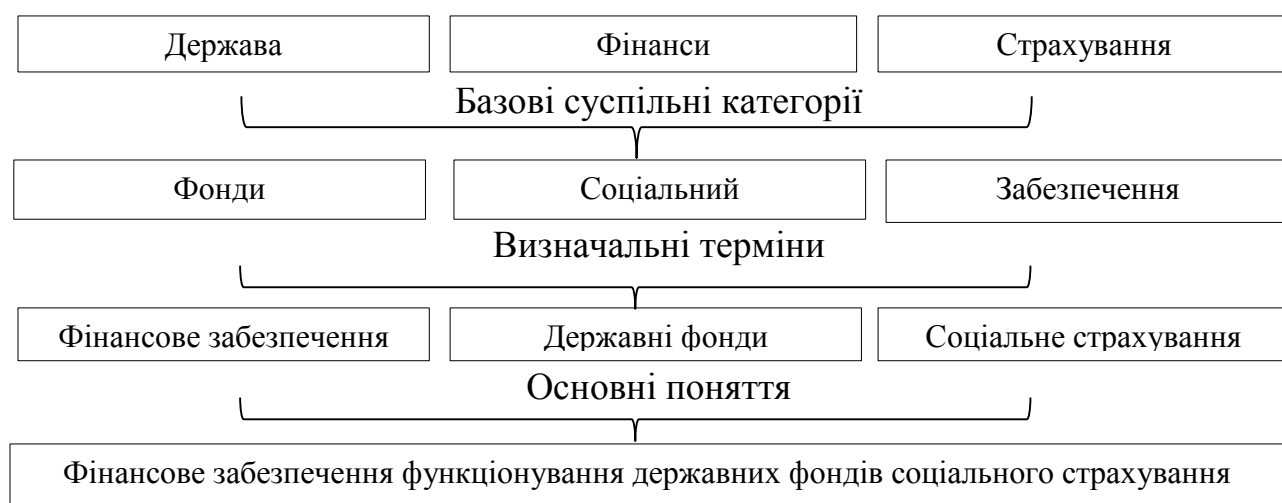 Держава Фінанси Страхування
Базові суспільні категорії
Фонди Соціальний Забезпечення
Визначальні терміни
Фінансове забезпечення Державні фонди Соціальне страхування
Основні поняття
Фінансове забезпечення функціонування державних фондів соціального страхування